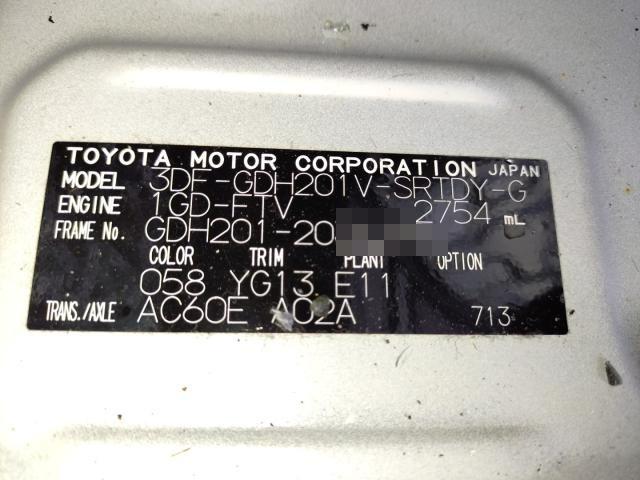 TOYOTA MOTOR CORPORATION JAPAN
MODEL 3DF-GDH201V-SRTDY-G
ENGINE 1GD-FTV 2754 mL
FRAME No. GDH201-20
COLOR TRIM PLANT OPTION
058 YG13 E11
TRANS./AXLE AC60E A02A 713